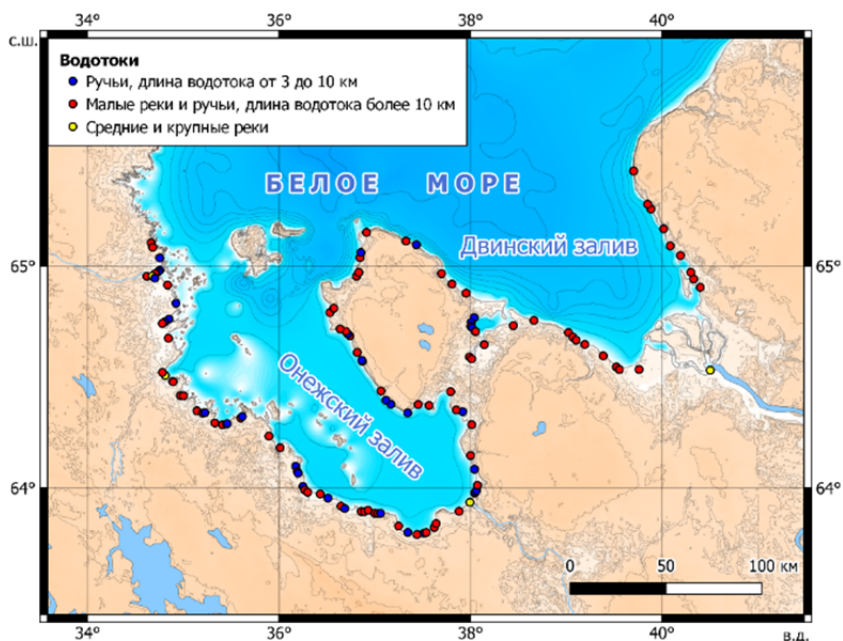 34° 36° 38° 40°
с.ш.
Водотоки
Ручьи, длина водотока от 3 до 10 км
Малые реки и ручьи, длина водотока более 10 км
Средние и крупные реки
БЕЛОЕ МОРЕ
Двинский залив
65° 65°
Онежский залив
64° 64°
0 50 100 км
34° 36° 38° 40°
в.д.